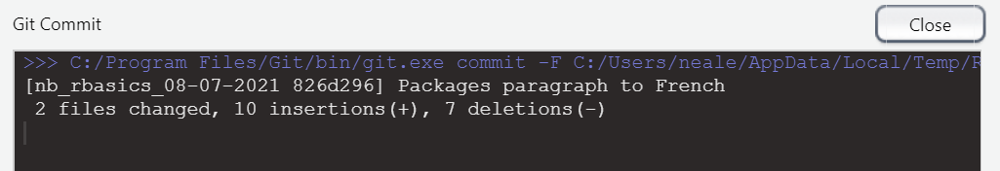 Git Commit
Close
>>> C:/Program Files/Git/bin/git.exe commit -F C:/Users/neale/AppData/Local/Temp/R
[nb_rbasics_08-07-2021 826d296] Packages paragraph to French
2 files changed, 10 insertions(+), 7 deletions(-)